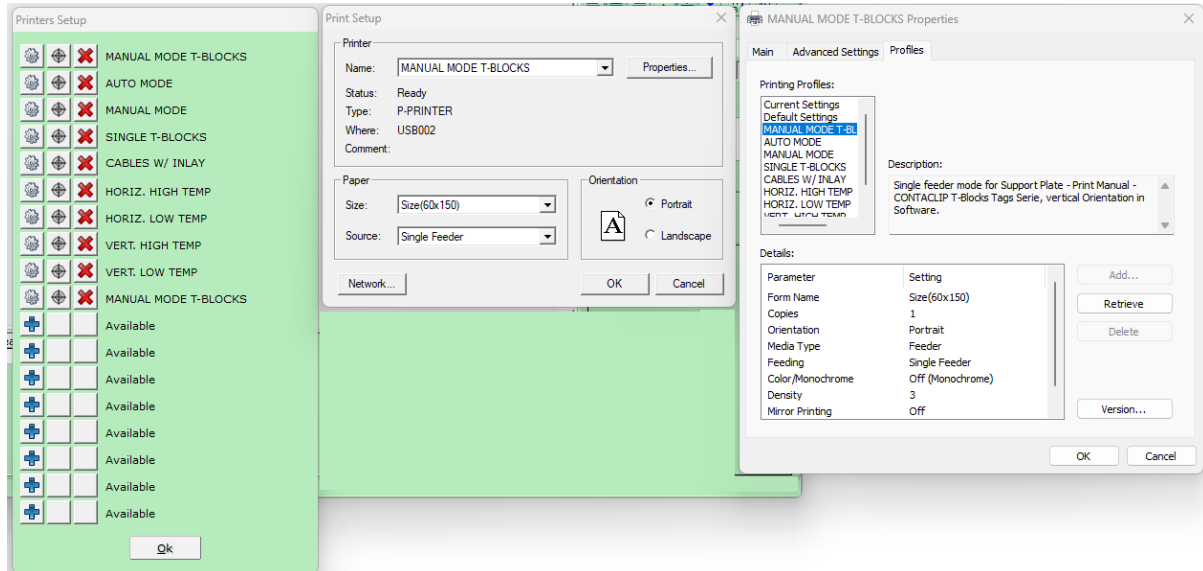 Printers Setup
MANUAL MODE T-BLOCKS
AUTO MODE
MANUAL MODE
SINGLE T-BLOCKS
CABLES W/ INLAY
HORIZ. HIGH TEMP
HORIZ. LOW TEMP
VERT. HIGH TEMP
VERT. LOW TEMP
MANUAL MODE T-BLOCKS
Available
Available
Available
Available
Available
Available
Available
Available
Ok
Print Setup
Printer
Name: MANUAL MODE T-BLOCKS Properties...
Status: Ready
Type: P-PRINTER
Where: USB002
Comment:
Paper
Size: Size(60x150)
Source: Single Feeder
Orientation
A
Portrait
Landscape
Network... OK Cancel
MANUAL MODE T-BLOCKS Properties
Main Advanced Settings Profiles
Printing Profiles:
Current Settings
Default Settings
MANUAL MODE T-BL
AUTO MODE
MANUAL MODE
SINGLE T-BLOCKS
CABLES W/ INLAY
HORIZ. HIGH TEMP
HORIZ. LOW TEMP
VERT. HIGH TEMP
Description:
Single feeder mode for Support Plate - Print Manual -
CONTACLIP T-Blocks Tags Serie, vertical Orientation in
Software.
Details:
Parameter Setting
Form Name Size(60x150)
Copies 1
Orientation Portrait
Media Type Feeder
Feeding Single Feeder
Color/Monochrome Off (Monochrome)
Density 3
Mirror Printing Off
Add...
Retrieve
Delete
Version...
OK Cancel